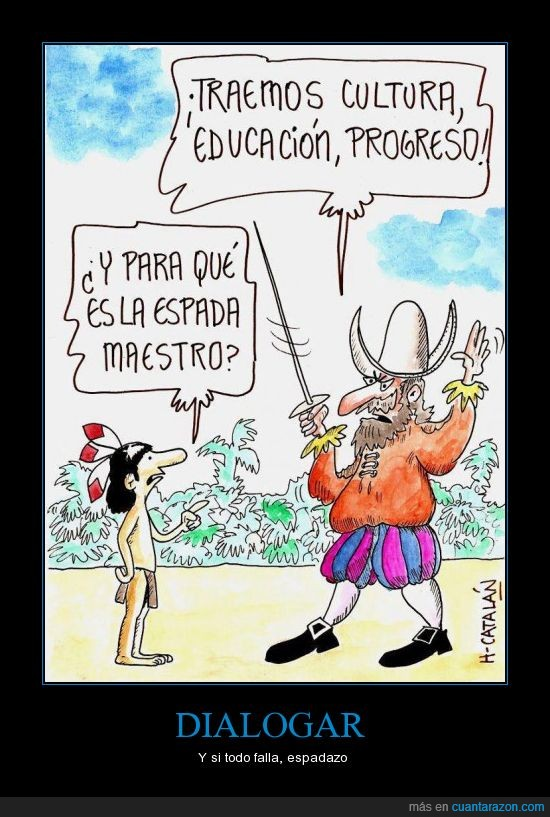 ¡TRAEMOS CULTURA,
EDUCACIÓN, PROGRESO!
¿Y PARA QUÉ
ES LA ESPADA
MAESTRO?
H-CATALÁN
DIALOGAR
Y si todo falla, espadazo
más en cuantarazon.com